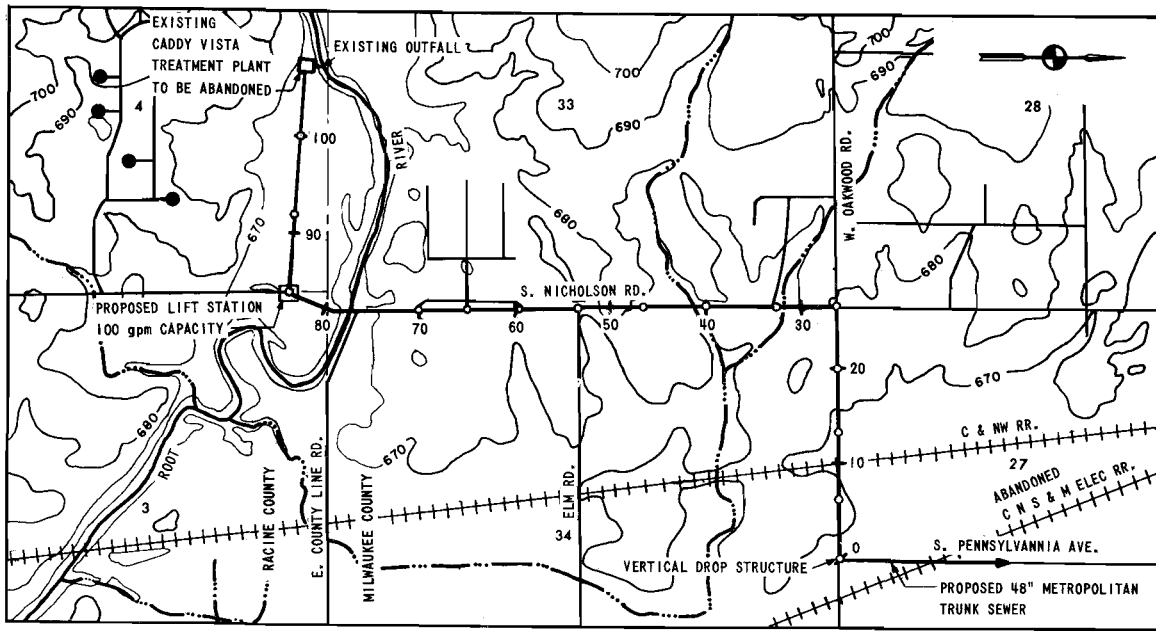 EXISTING
CADDY VISTA
TREATMENT PLANT
TO BE ABANDONED
EXISTING OUTFALL
700
690
4
100
90
670
RIVER
PROPOSED LIFT STATION
100 gpm CAPACITY
80
70
60
50
40
30
S. NICHOLSON RD.
700
33
690
680
W. OAKWOOD RD.
700
690
28
680
670
20
10
0
C & NW RR.
27
ABANDONED
C N S & M ELEC RR.
S. PENNSYLVANNIA AVE.
VERTICAL DROP STRUCTURE
PROPOSED 48" METROPOLITAN
TRUNK SEWER
680
ROOT
3
RACINE COUNTY
E. COUNTY LINE RD.
MILWAUKEE COUNTY
670
ELM RD.
34